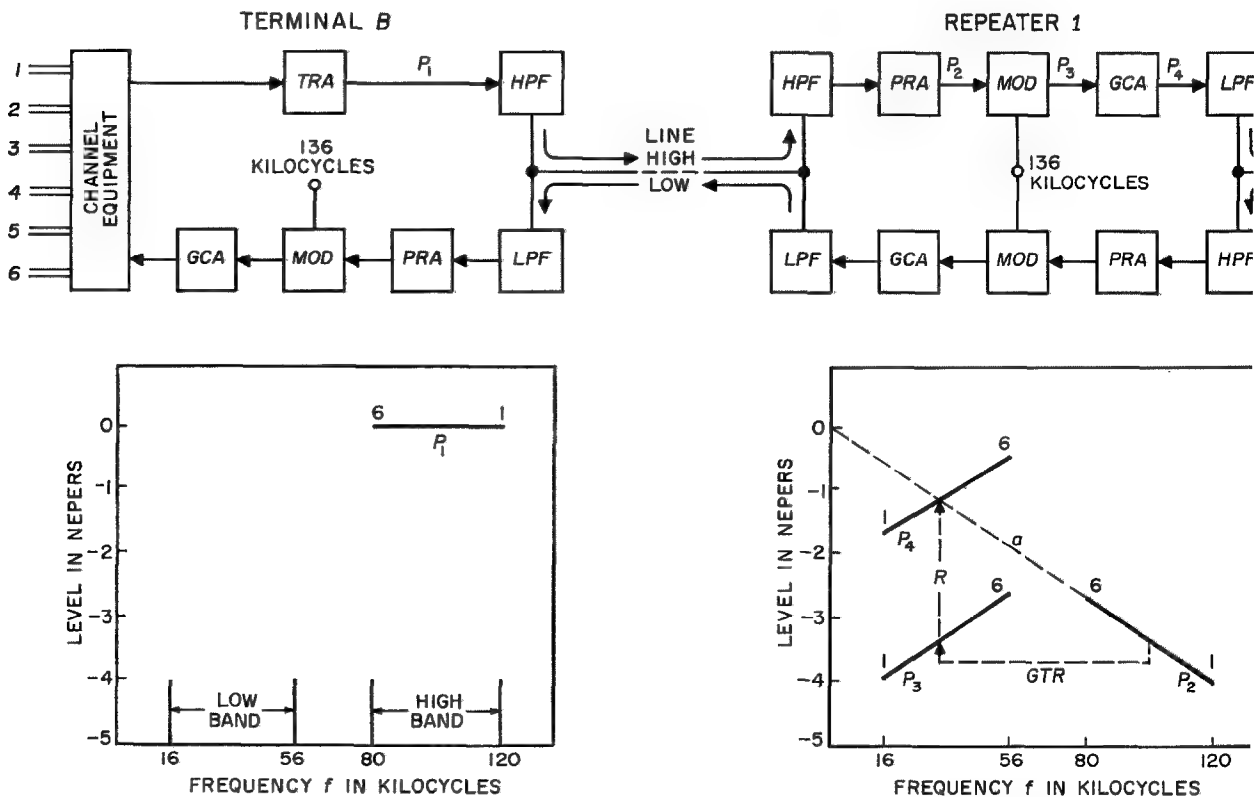 TERMINAL B
1
2
3
4
5
6
CHANNEL EQUIPMENT
TRA
P1
HPF
136
KILOCYCLES
GCA
MOD
PRA
LPF
LINE
HIGH
LOW
REPEATER 1
HPF
PRA
P2
MOD
P3
GCA
P4
LPF
136
KILOCYCLES
LPF
GCA
MOD
PRA
HPF
LEVEL IN NEPERS
0
-1
-2
-3
-4
-5
6
1
P1
LOW
BAND
HIGH
BAND
16
56
80
120
FREQUENCY f IN KILOCYCLES
LEVEL IN NEPERS
0
-1
-2
-3
-4
-5
6
1
P4
R
a
6
6
1
P3
GTR
1
P2
16
56
80
120
FREQUENCY f IN KILOCYCLES